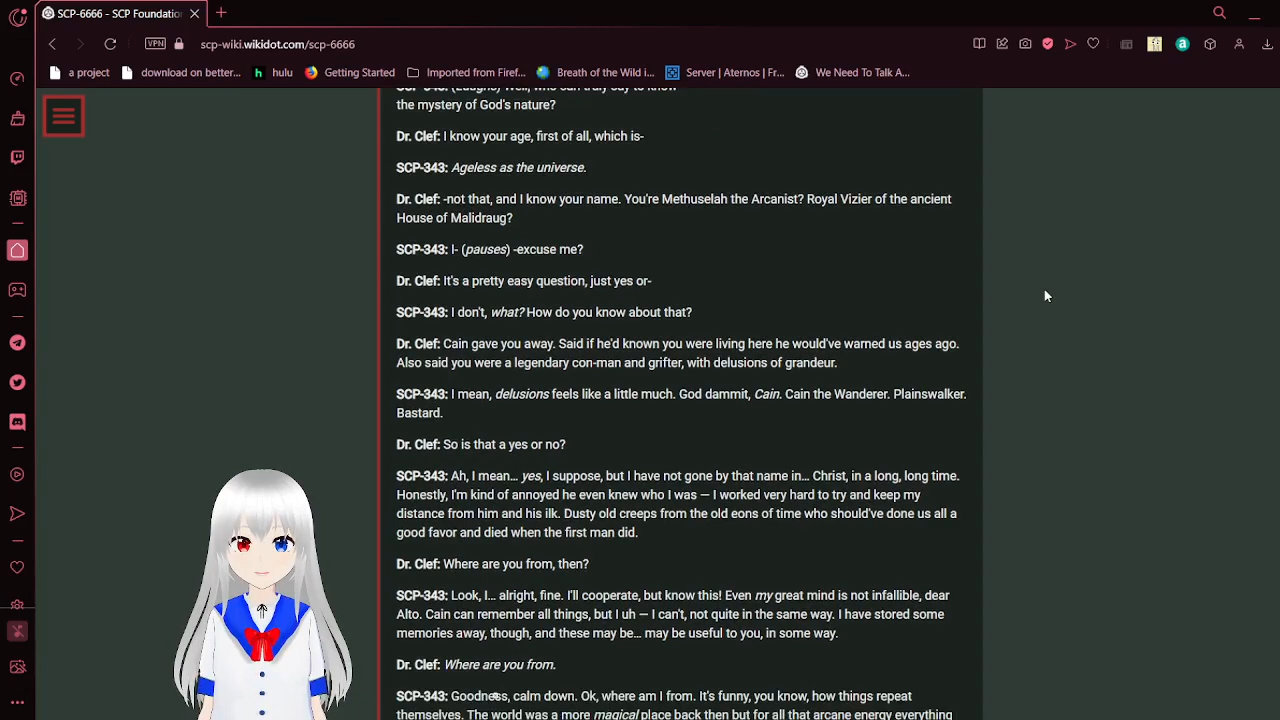 SCP-6666 - SCP Foundation
VPN
scp-wiki.wikidot.com/scp-6666
a project
download on better...
hulu
Getting Started
Imported from Firef...
Breath of the Wild i...
Server | Aternos | Fr...
We Need To Talk A...
the mystery of God's nature?
Dr. Clef: I know your age, first of all, which is-
SCP-343: Ageless as the universe.
Dr. Clef: -not that, and I know your name. You're Methuselah the Arcanist? Royal Vizier of the ancient
House of Malidraug?
SCP-343: I- (pauses) -excuse me?
Dr. Clef: It's a pretty easy question, just yes or-
SCP-343: I don't, what? How do you know about that?
Dr. Clef: Cain gave you away. Said if he'd known you were living here he would've warned us ages ago.
Also said you were a legendary con-man and grifter, with delusions of grandeur.
SCP-343: I mean, delusions feels like a little much. God dammit, Cain. Cain the Wanderer. Plainswalker.
Bastard.
Dr. Clef: So is that a yes or no?
SCP-343: Ah, I mean… yes, I suppose, but I have not gone by that name in… Christ, in a long, long time.
Honestly, I'm kind of annoyed he even knew who I was — I worked very hard to try and keep my
distance from him and his ilk. Dusty old creeps from the old eons of time who should've done us all a
good favor and died when the first man did.
Dr. Clef: Where are you from, then?
SCP-343: Look, I… alright, fine. I'll cooperate, but know this! Even my great mind is not infallible, dear
Alto. Cain can remember all things, but I uh — I can't, not quite in the same way. I have stored some
memories away, though, and these may be… may be useful to you, in some way.
Dr. Clef: Where are you from.
SCP-343: Goodness, calm down. Ok, where am I from. It's funny, you know, how things repeat
themselves. The world was a more magical place back then but for all that arcane energy everything